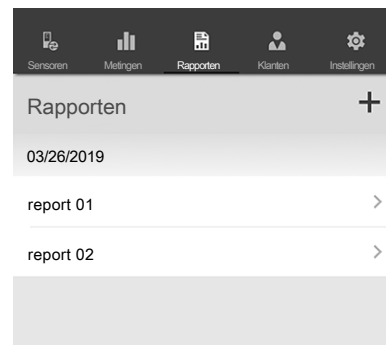 Sensoren Metingen Rapporten Klanten Instellingen
Rapporten
03/26/2019
report 01
report 02